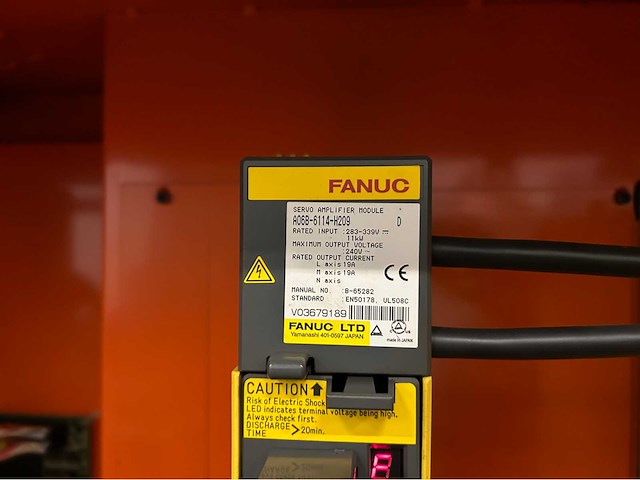 FANUC
SERVO AMPLIFIER MODULE
A06B-6114-H209 D
RATED INPUT :283-339V
11kW
MAXIMUM OUTPUT VOLTAGE
:240V~
RATED OUTPUT CURRENT
L axis 19A
M axis 19A
N axis
CE
MANUAL NO. :B-65282
STANDARD :EN50178, UL508C
V03679189
FANUC LTD
Yamanashi 401-0597 JAPAN
made in JAPAN
CAUTION
Risk of Electric Shock
LED indicates terminal voltage being high.
Always check first.
DISCHARGE
TIME >20min.